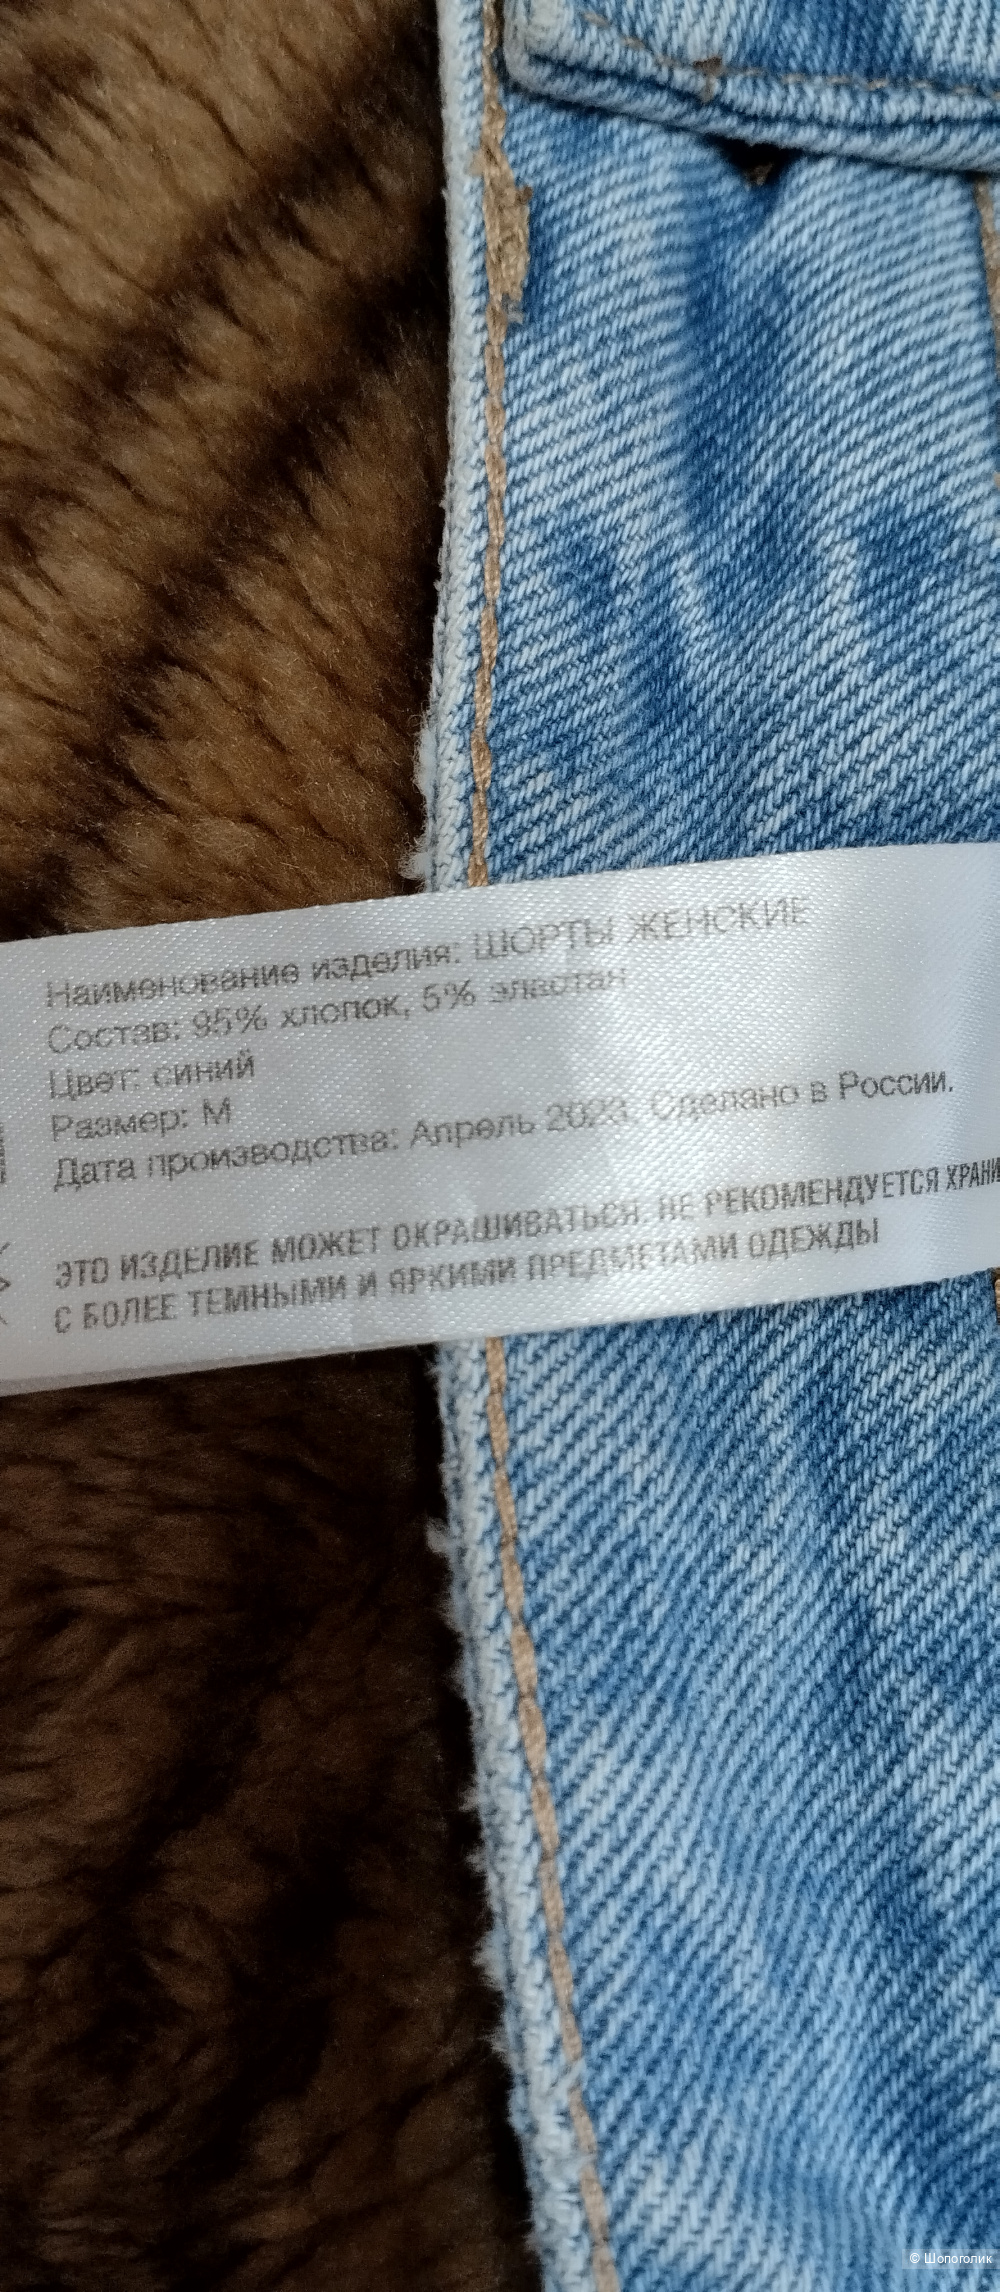 Наименование изделия: ШОРТЫ ЖЕНСКИЕ
Состав: 95% хлопок, 5% эластан
Цвет: синий
Размер: M
Дата производства: Апрель 2023. Сделано в России.
ЭТО ИЗДЕЛИЕ МОЖЕТ ОКРАШИВАТЬСЯ. НЕ РЕКОМЕНДУЕТСЯ ХРАНИ
С БОЛЕЕ ТЕМНЫМИ И ЯРКИМИ ПРЕДМЕТАМИ ОДЕЖДЫ
© Шопоголик